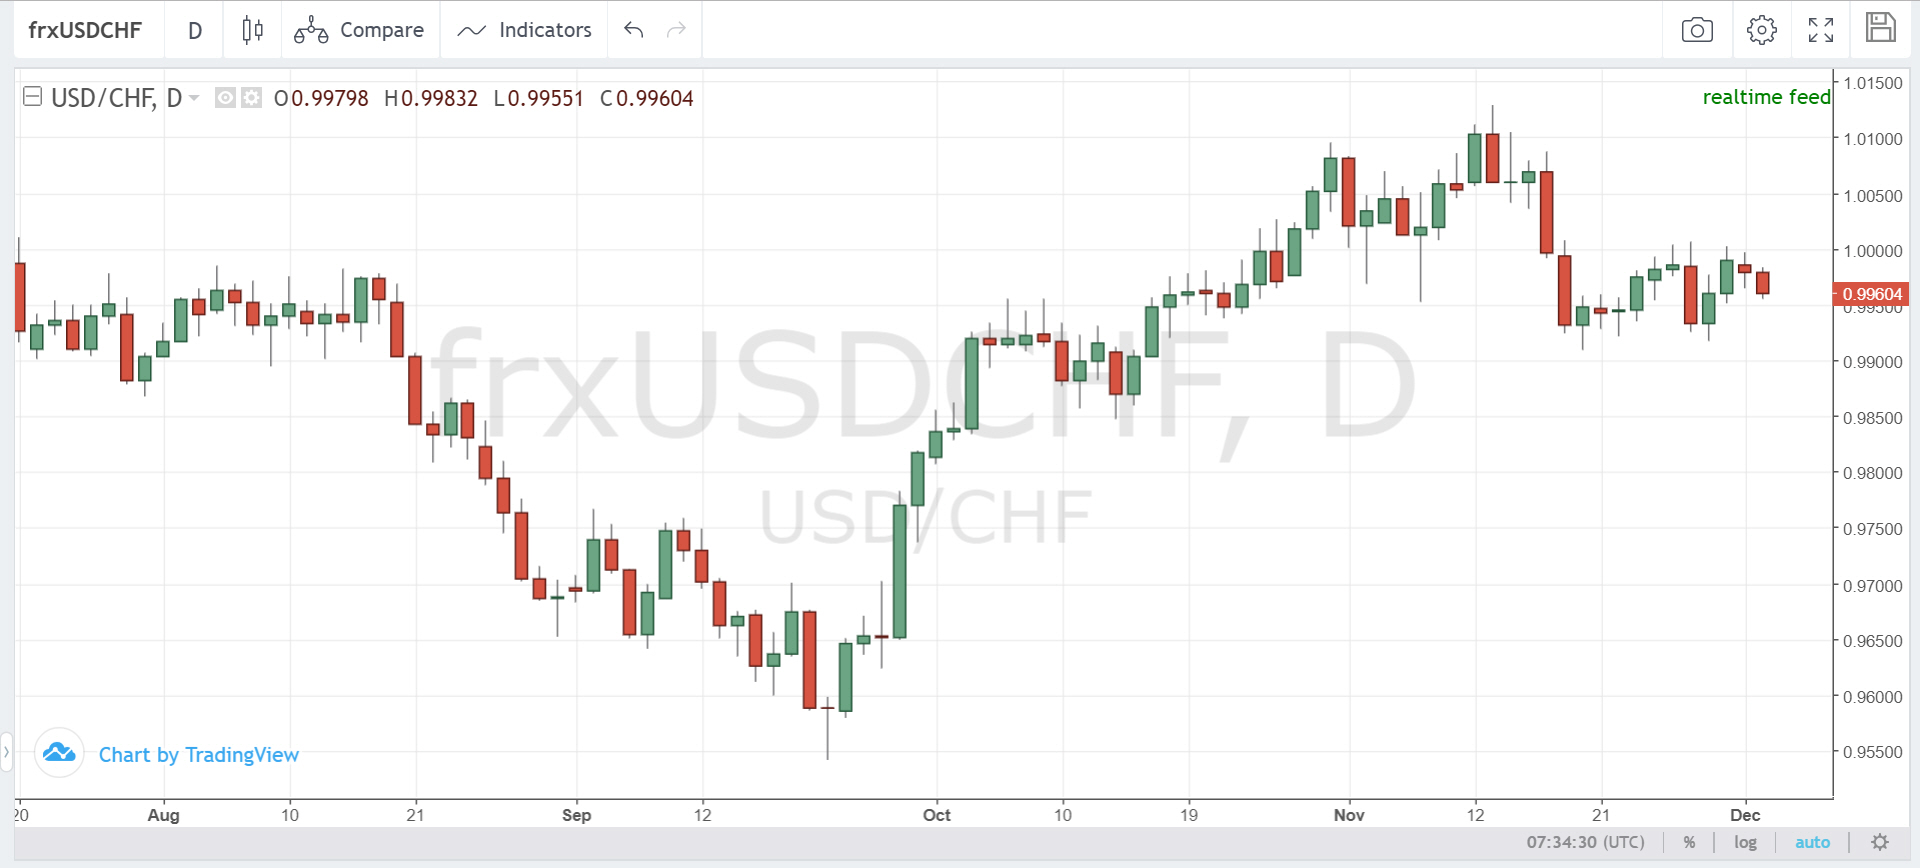 frxUSDCHF D Compare Indicators
USD/CHF, D O0.99798 H0.99832 L0.99551 C0.99604
realtime feed
1.01500
1.01000
1.00500
1.00000
0.99604
0.99500
0.99000
0.98500
0.98000
0.97500
0.97000
0.96500
0.96000
0.95500
frxUSDCHF, D
USD/CHF
Chart by TradingView
20 Aug 10 21 Sep 12 Oct 10 19 Nov 12 21 Dec
07:34:30 (UTC) % log auto